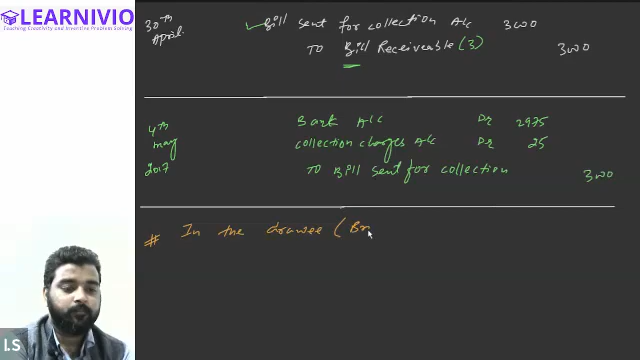 LEARNIVIO
Teaching Creativity and Inventive Problem Solving
30th April. Bill sent for collection A/c 3000
To Bill Receiveable (3) 3000
4th May 2017 Bank A/c Dr 2975
collection charges A/c Dr 25
To Bill sent for collection 3000
# In the drawee (Br
I.S